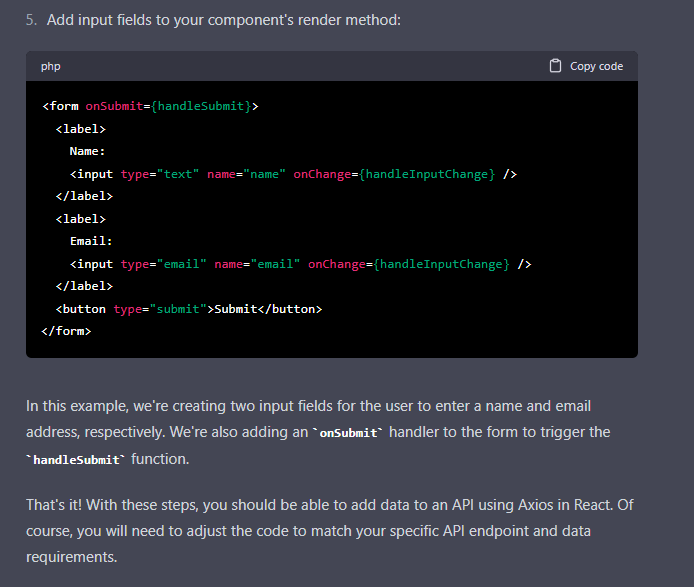 5. Add input fields to your component's render method:
php
Copy code
<form onSubmit={handleSubmit}>
<label>
Name:
<input type="text" name="name" onChange={handleInputChange} />
</label>
<label>
Email:
<input type="email" name="email" onChange={handleInputChange} />
</label>
<button type="submit">Submit</button>
</form>
In this example, we're creating two input fields for the user to enter a name and email
address, respectively. We're also adding an `onSubmit` handler to the form to trigger the
`handleSubmit` function.
That's it! With these steps, you should be able to add data to an API using Axios in React. Of
course, you will need to adjust the code to match your specific API endpoint and data
requirements.